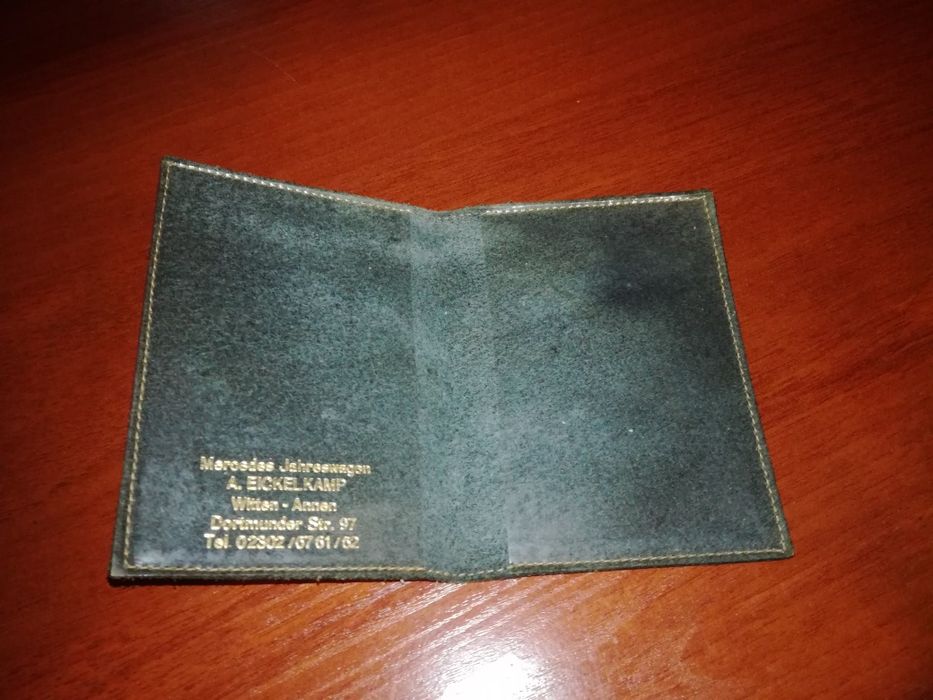 Mercedes Jahreswagen
A. EICKELKAMP
Witten - Annen
Dortmunder Str. 97
Tel. 02302 / 67 61 / 62